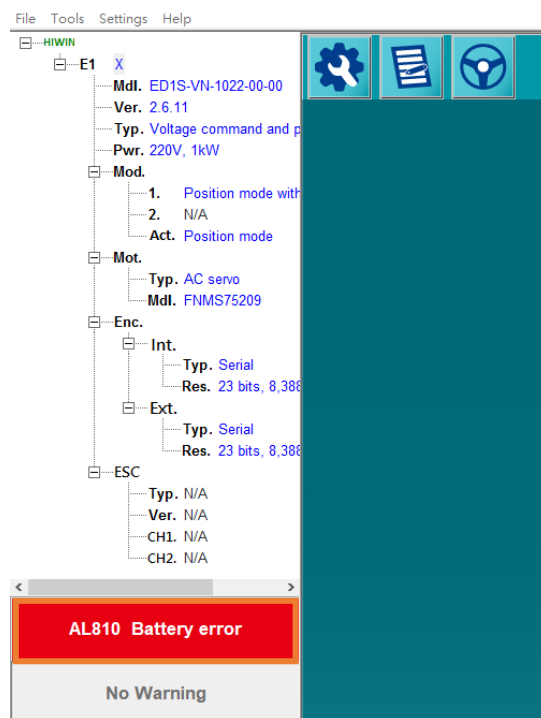 File Tools Settings Help
HIWIN
E1 X
Mdl. ED1S-VN-1022-00-00
Ver. 2.6.11
Typ. Voltage command and p
Pwr. 220V, 1kW
Mod.
1. Position mode with
2. N/A
Act. Position mode
Mot.
Typ. AC servo
Mdl. FNMS75209
Enc.
Int.
Typ. Serial
Res. 23 bits, 8,388
Ext.
Typ. Serial
Res. 23 bits, 8,388
ESC
Typ. N/A
Ver. N/A
CH1. N/A
CH2. N/A
AL810 Battery error
No Warning